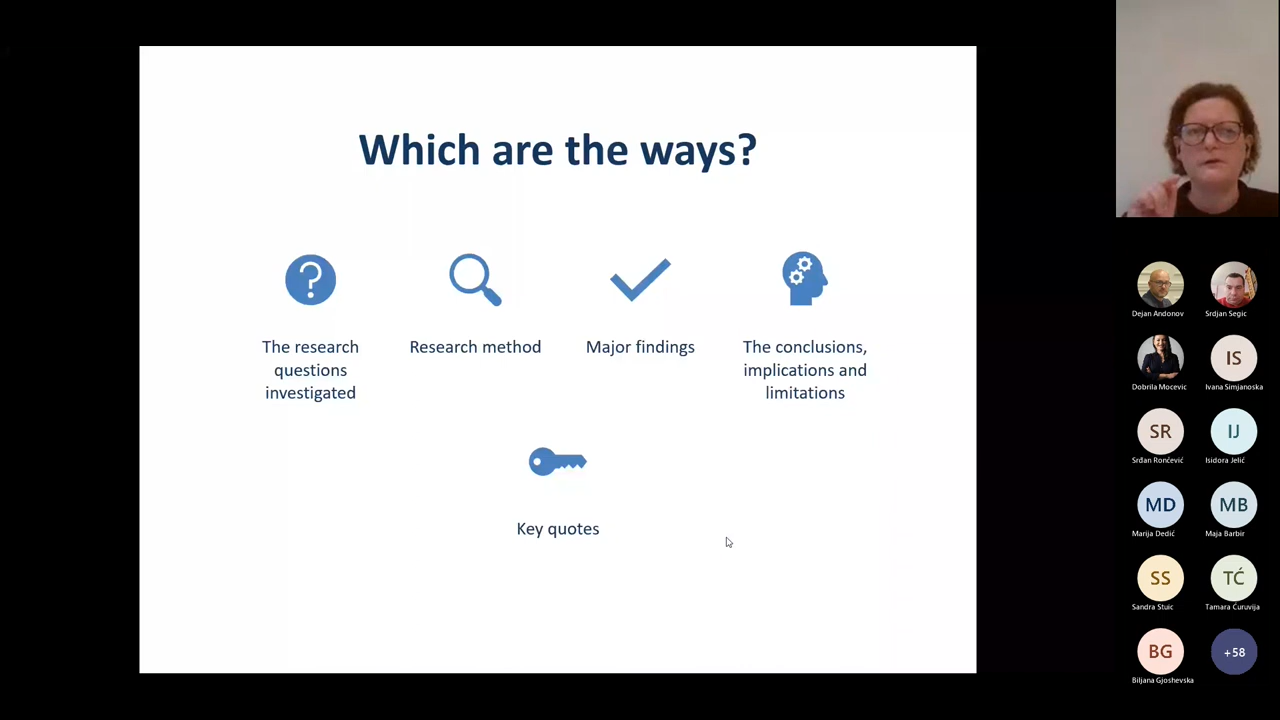 Which are the ways?
The research
questions
investigated
Research method
Major findings
The conclusions,
implications and
limitations
Key quotes
Dejan Andonov
Srdjan Segic
Dobrila Mocevic
IS
Ivana Simjanoska
SR
Srđan Rončević
IJ
Isidora Jelić
MD
Marija Dedić
MB
Maja Barbir
SS
Sandra Stuic
TĆ
Tamara Ćuruvija
BG
Biljana Gjoshevska
+58